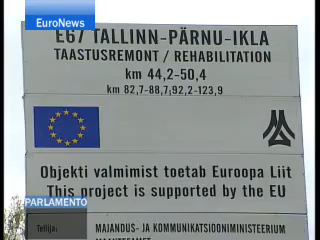 EuroNews
E67 TALLINN-PÄRNU-IKLA
TAASTUSREMONT / REHABILITATION
km 44,2-50,4
km 82,7-88,7;92,2-123,9
Objekti valmimist toetab Euroopa Liit
This project is supported by the EU
PARLAMENTO
Tellija: MAJANDUS- JA KOMMUNIKATSIOONIMINISTEERIUM
MAANTEEAMET